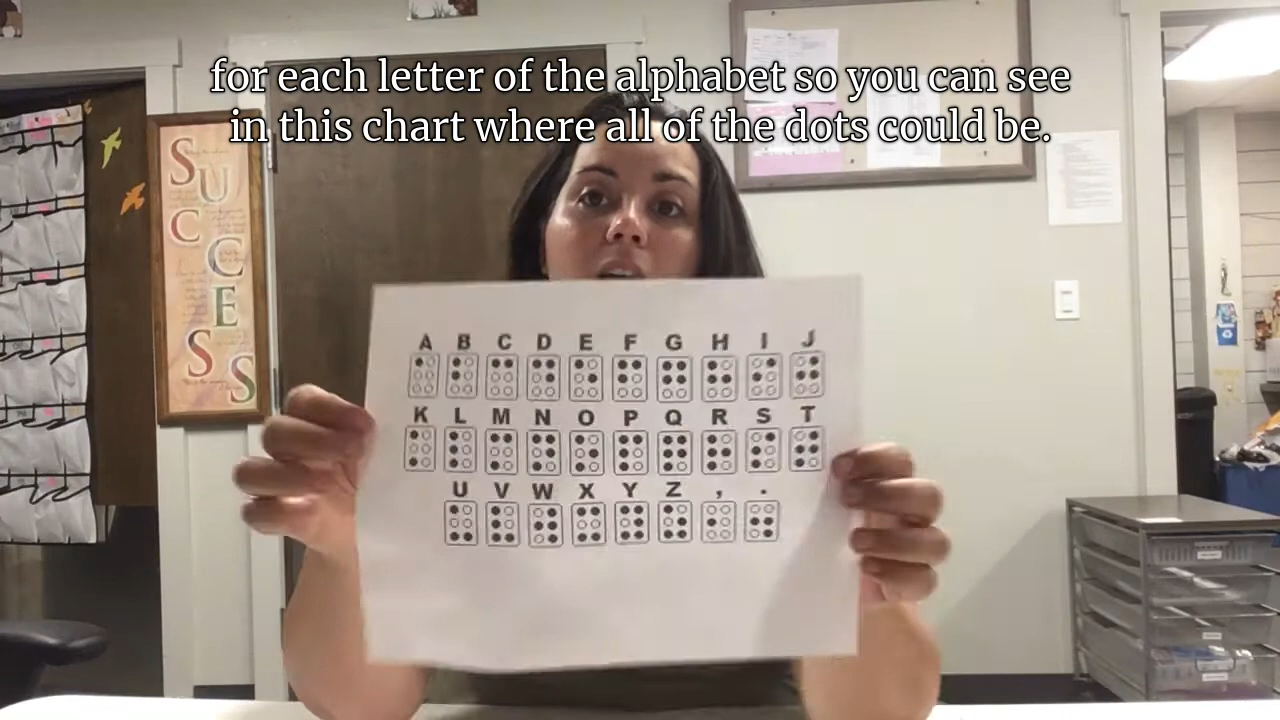 for each letter of the alphabet so you can see
in this chart where all of the dots could be.
SUCCESS
A B C D E F G H I J
K L M N O P Q R S T
U V W X Y Z , .